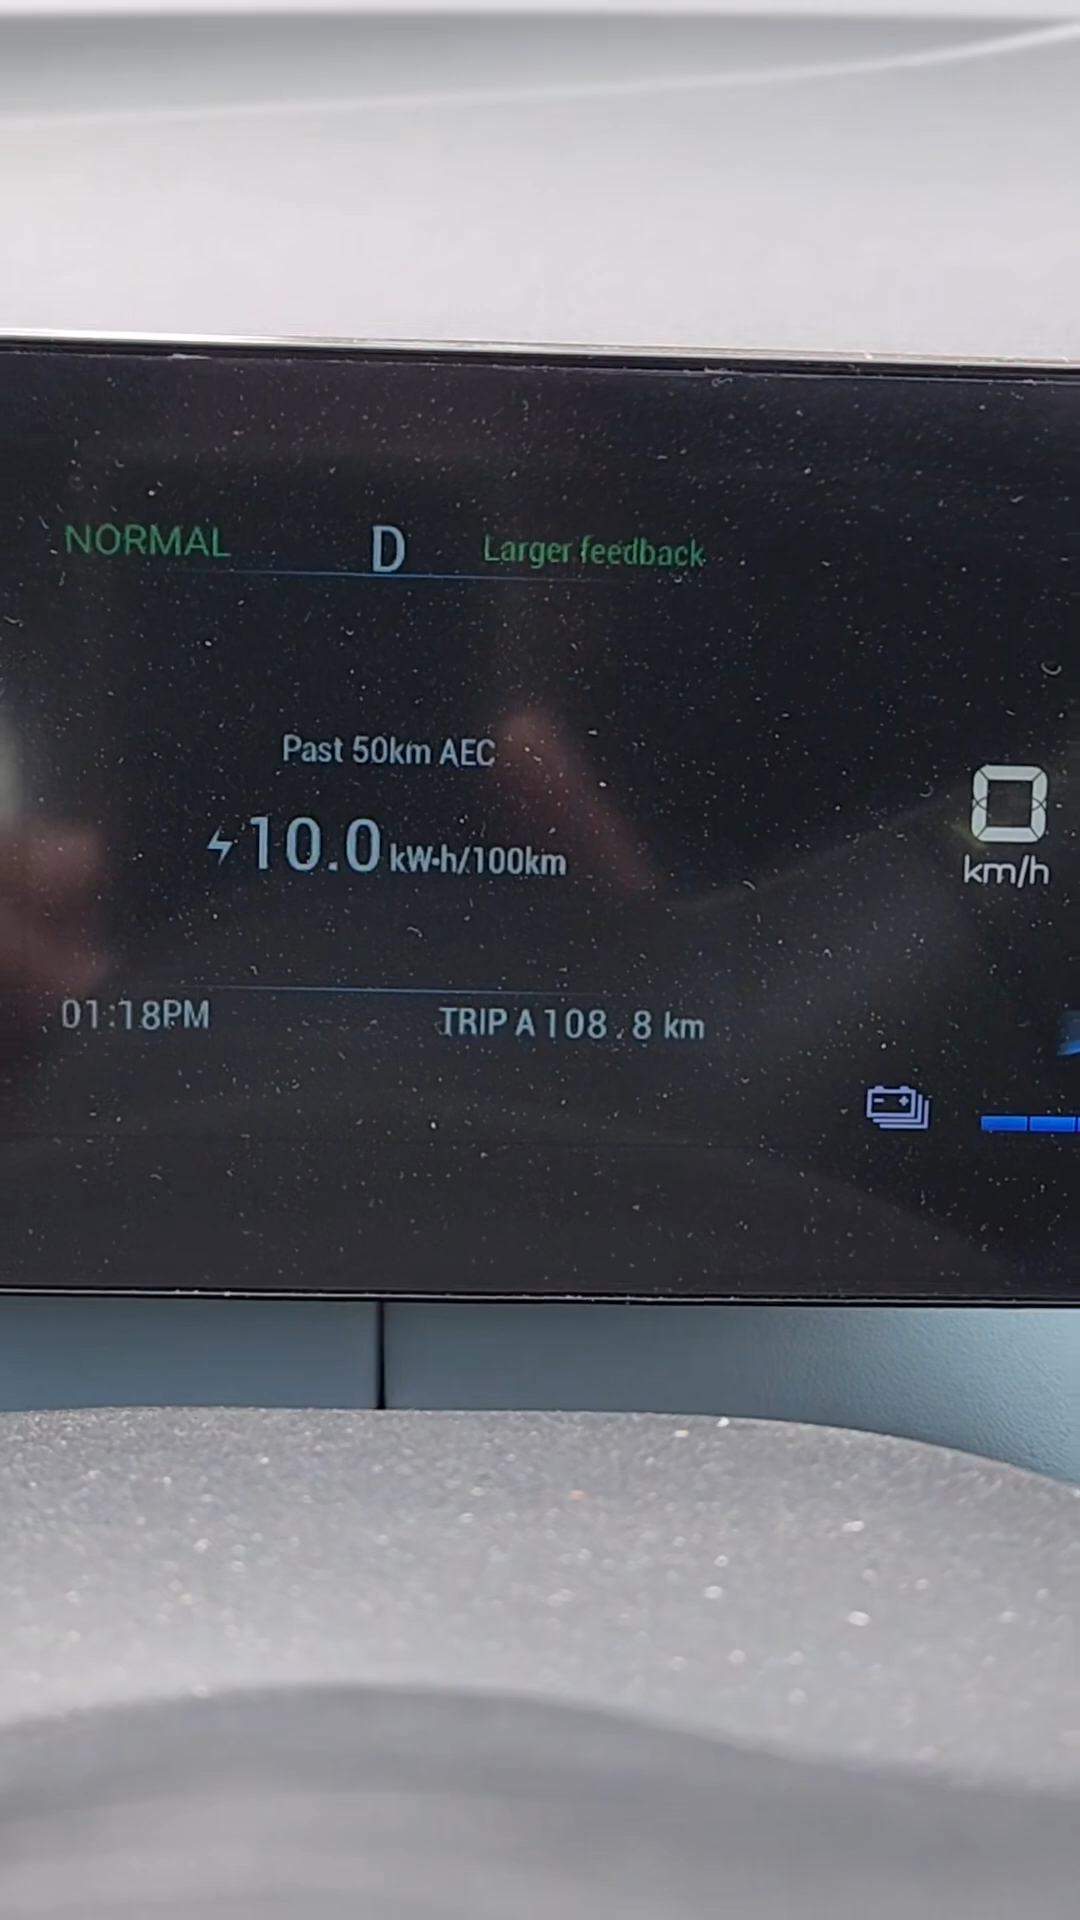 NORMAL D Larger feedback
Past 50km AEC
10.0 kW·h/100km
0
km/h
01:18PM TRIP A 108.8 km